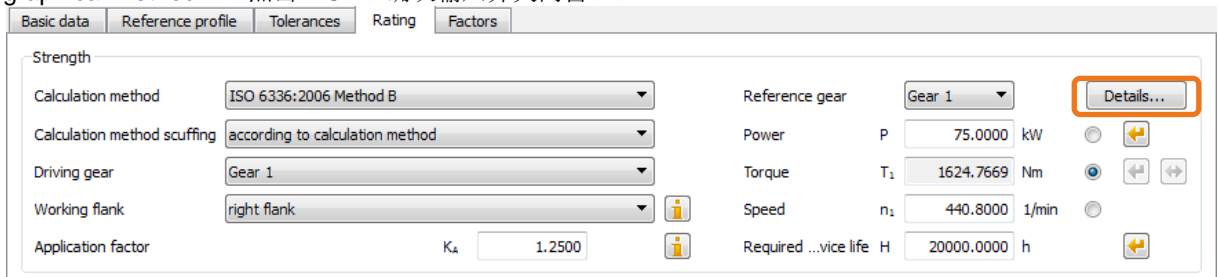 Basic data Reference profile Tolerances Rating Factors
Strength
Calculation method ISO 6336:2006 Method B Reference gear Gear 1 Details...
Calculation method scuffing according to calculation method Power P 75.0000 kW
Driving gear Gear 1 Torque T₁ 1624.7669 Nm
Working flank right flank Speed n₁ 440.8000 1/min
Application factor K_A 1.2500 Required ...vice life H 20000.0000 h